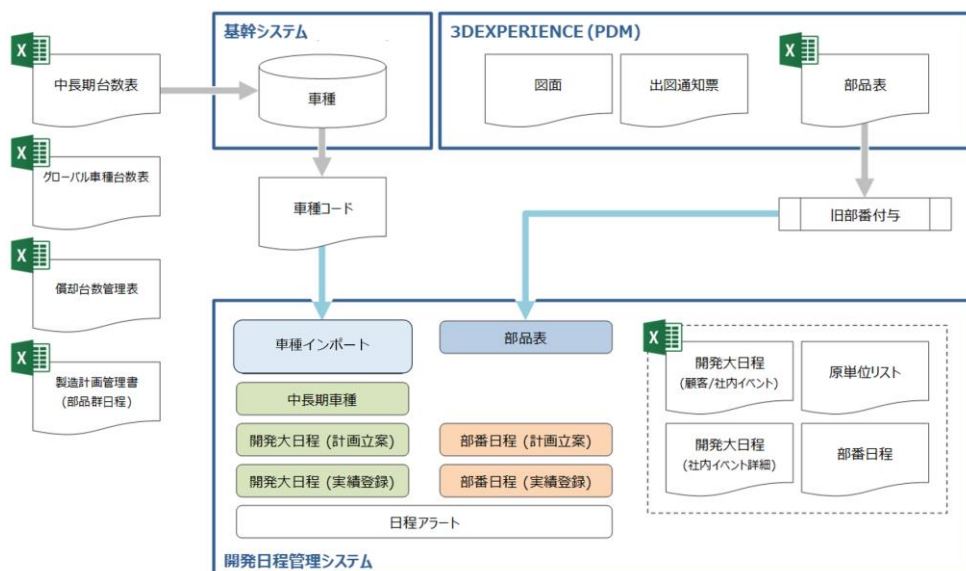 基幹システム
3DEXPERIENCE (PDM)
X
中長期台数表
車種
図面
出図通知票
X
部品表
X
グローバル車種台数表
車種コード
旧部番付与
X
償却台数管理表
X
製造計画管理書
(部品群日程)
車種インポート
部品表
X
開発大日程
(顧客/社内イベント)
原単位リスト
中長期車種
開発大日程 (計画立案)
部番日程 (計画立案)
開発大日程
(社内イベント詳細)
部番日程
開発大日程 (実績登録)
部番日程 (実績登録)
日程アラート
開発日程管理システム